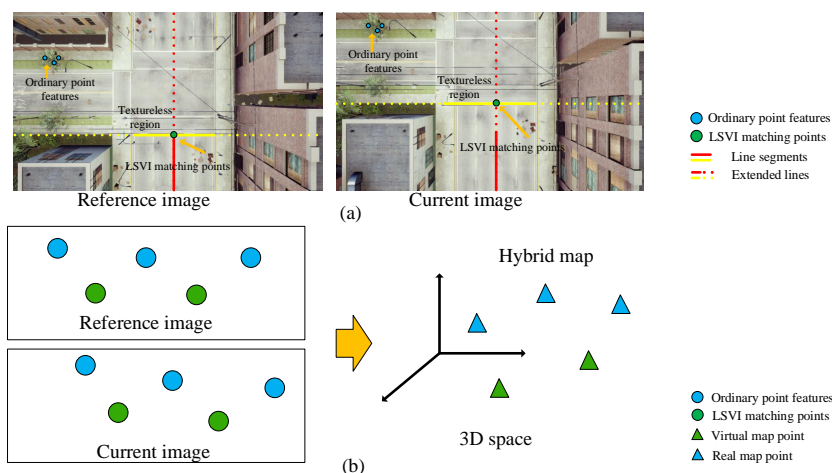 Ordinary point
features
Textureless
region
LSVI matching points
Reference image
Ordinary point
features
Textureless
region
LSVI matching points
Current image
Ordinary point features
LSVI matching points
Line segments
Extended lines
(a)
Reference image
Current image
Hybrid map
3D space
Ordinary point features
LSVI matching points
Virtual map point
Real map point
(b)